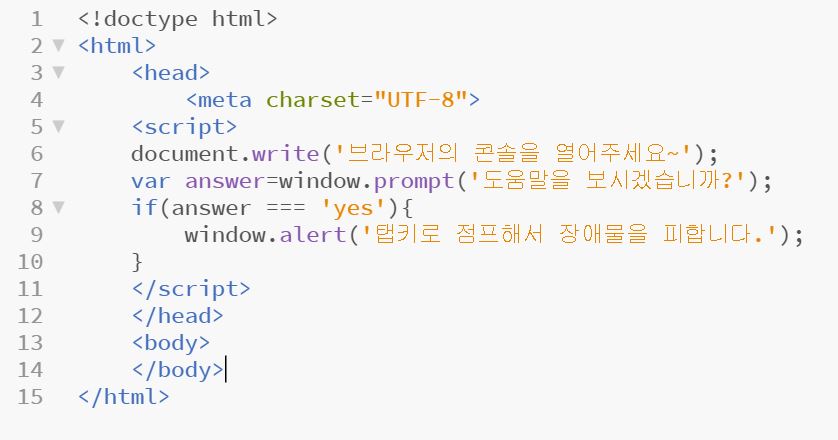 1 <!doctype html>
2 <html>
3 <head>
4 <meta charset="UTF-8">
5 <script>
6 document.write('브라우저의 콘솔을 열어주세요~');
7 var answer=window.prompt('도움말을 보시겠습니까?');
8 if(answer === 'yes'){
9 window.alert('탭키로 점프해서 장애물을 피합니다.');
10 }
11 </script>
12 </head>
13 <body>
14 </body>
15 </html>